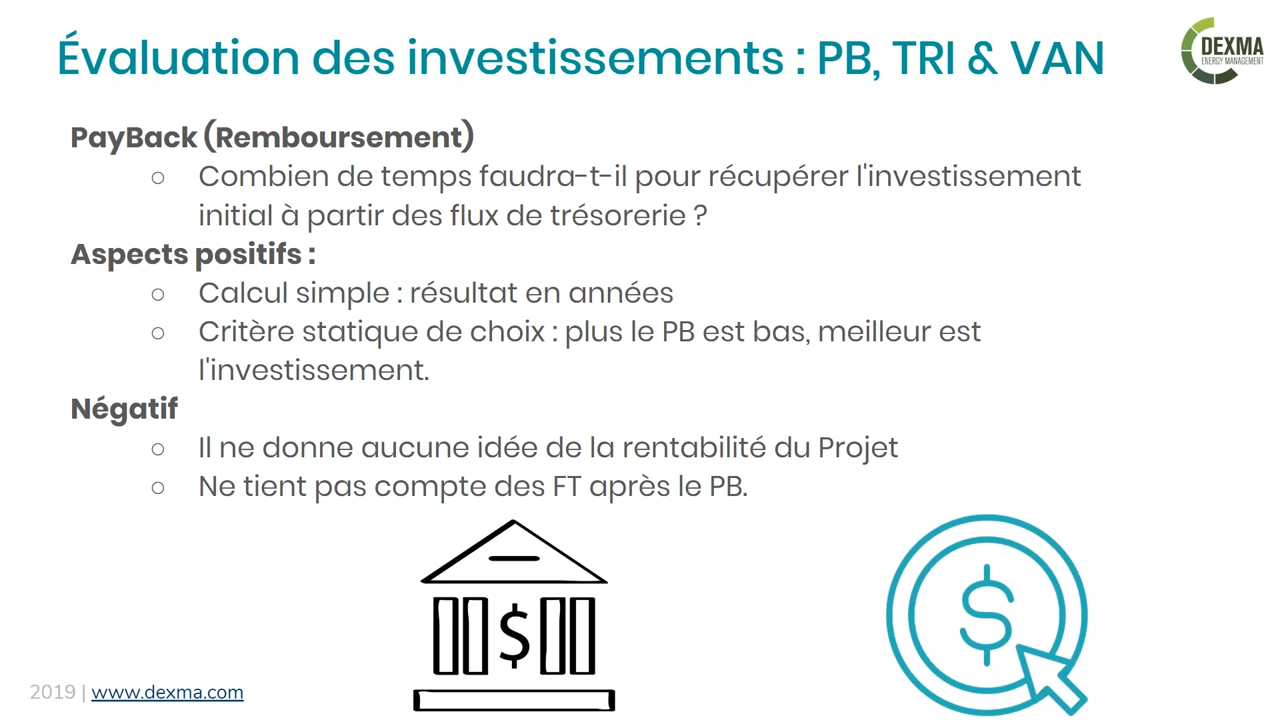 Évaluation des investissements : PB, TRI & VAN
DEXMA
ENERGY MANAGEMENT
PayBack (Remboursement)
○ Combien de temps faudra-t-il pour récupérer l'investissement
initial à partir des flux de trésorerie ?
Aspects positifs :
○ Calcul simple : résultat en années
○ Critère statique de choix : plus le PB est bas, meilleur est
l'investissement.
Négatif
○ Il ne donne aucune idée de la rentabilité du Projet
○ Ne tient pas compte des FT après le PB.
$
$
2019 | www.dexma.com